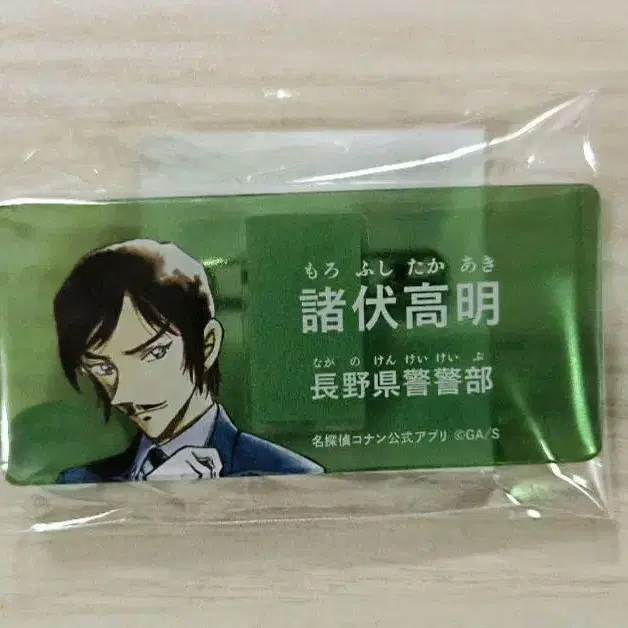 もろ ふし たか あき
諸伏高明
なが の けん けい けい ぶ
長野県警警部
名探偵コナン公式アプリ ©GA/S